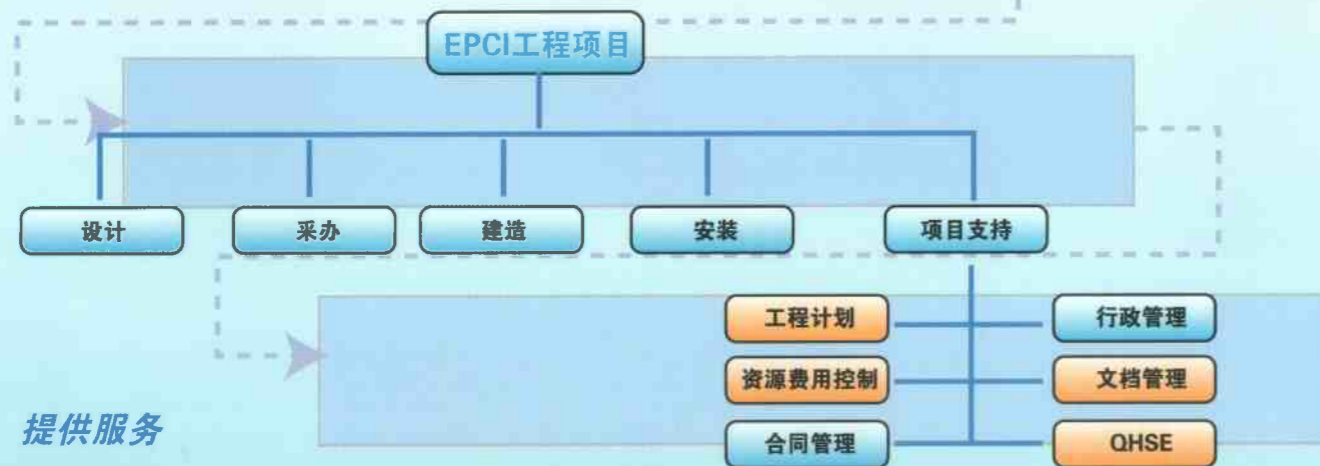 EPCI工程项目
设计
采办
建造
安装
项目支持
工程计划
行政管理
资源费用控制
文档管理
合同管理
QHSE
提供服务